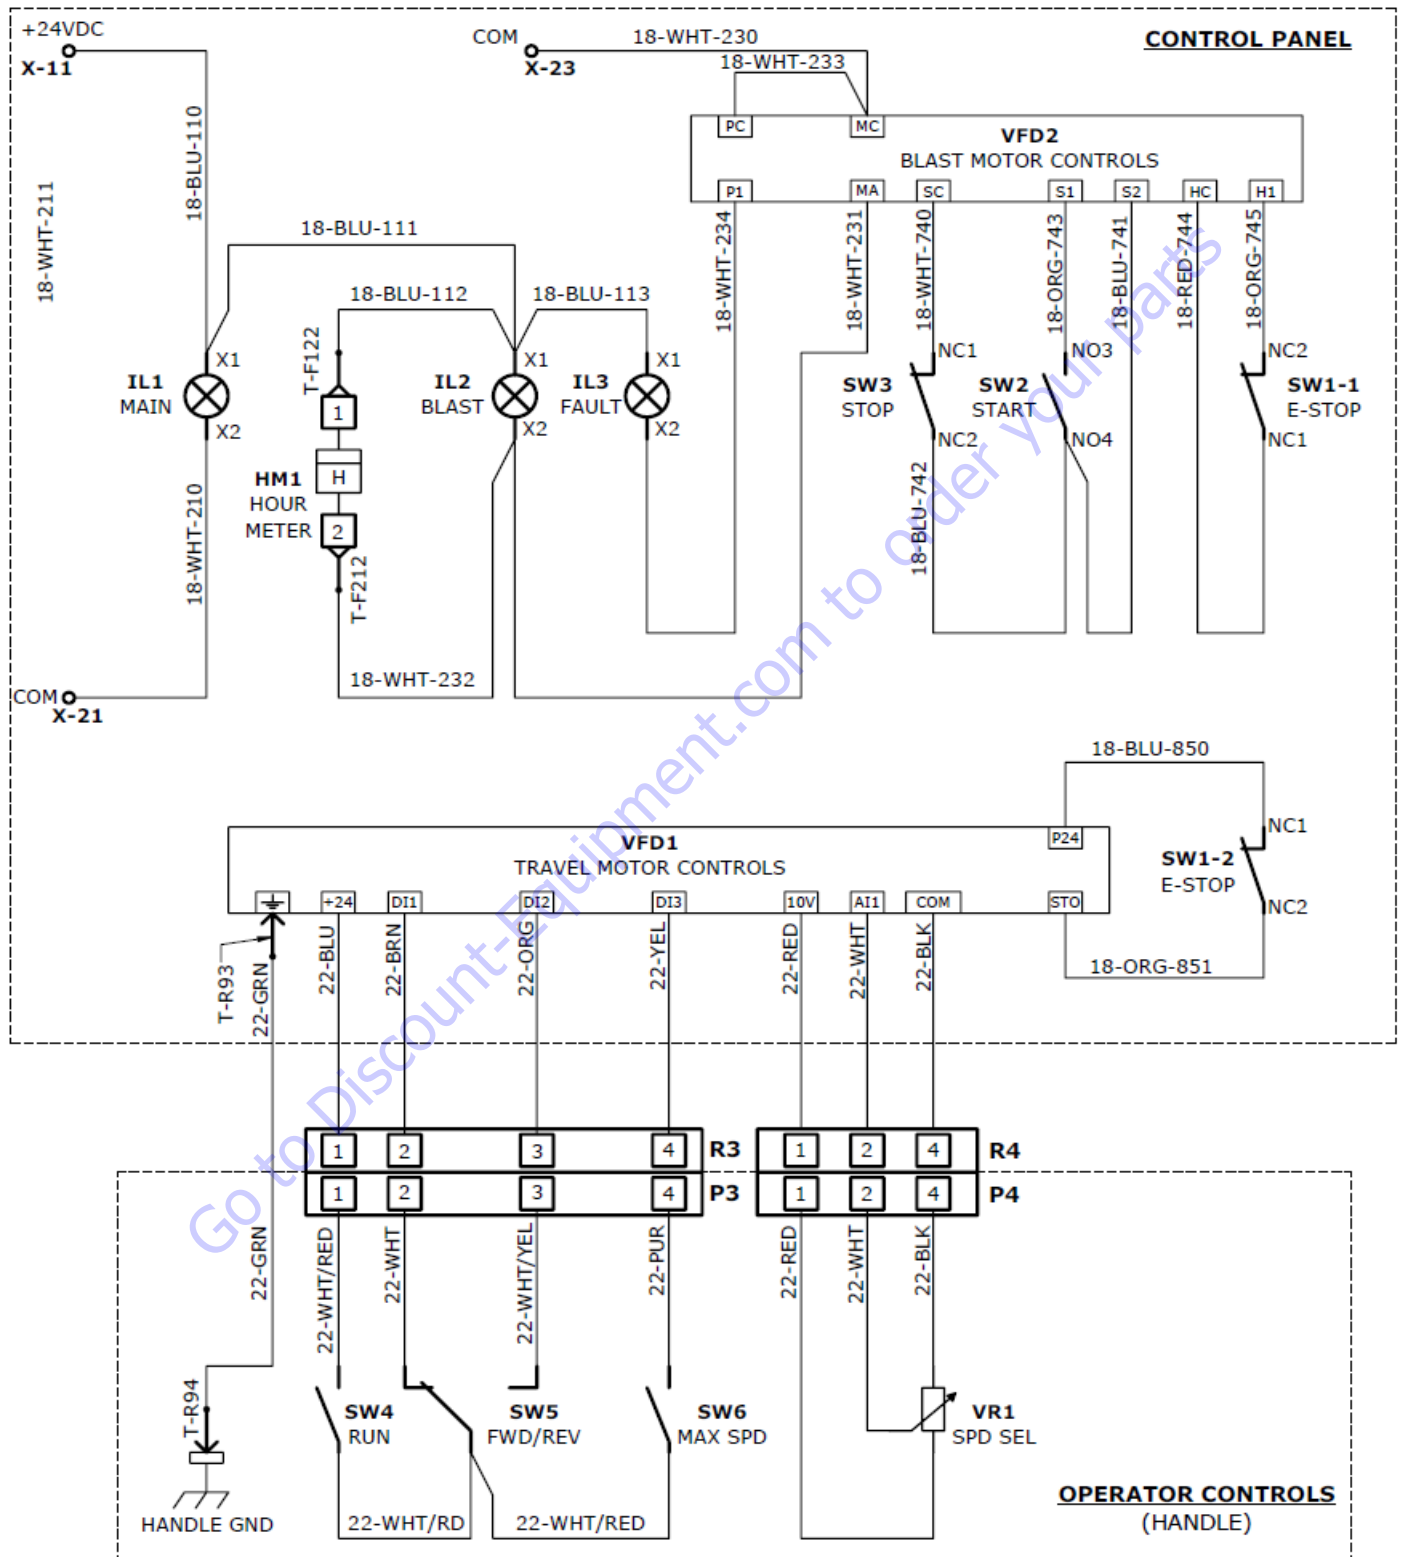 +24VDC
X-11
COM
X-23
18-WHT-230
18-WHT-233
CONTROL PANEL
18-BLU-110
18-WHT-211
PC
MC
VFD2
BLAST MOTOR CONTROLS
P1
MA
SC
S1
S2
HC
H1
18-WHT-234
18-WHT-231
18-WHT-740
18-ORG-743
18-BLU-741
18-RED-744
18-ORG-745
18-BLU-111
18-BLU-112
18-BLU-113
T-F122
X1
IL1
MAIN
X2
1
HM1
HOUR
METER
H
2
T-F212
X1
IL2
BLAST
X2
X1
IL3
FAULT
X2
NC1
SW3
STOP
NC2
NO3
SW2
START
NO4
NC2
SW1-1
E-STOP
NC1
18-BLU-742
18-WHT-210
18-WHT-232
COM
X-21
18-BLU-850
NC1
SW1-2
E-STOP
NC2
18-ORG-851
VFD1
TRAVEL MOTOR CONTROLS
P24
+24
DI1
DI2
DI3
10V
AI1
COM
STO
T-R93
22-GRN
22-BLU
22-BRN
22-ORG
22-YEL
22-RED
22-WHT
22-BLK
1
2
3
4
R3
1
2
4
R4
1
2
3
4
P3
1
2
4
P4
22-GRN
22-WHT/RED
22-WHT
22-WHT/YEL
22-PUR
22-RED
22-WHT
22-BLK
T-R94
HANDLE GND
SW4
RUN
SW5
FWD/REV
SW6
MAX SPD
VR1
SPD SEL
22-WHT/RD
22-WHT/RED
OPERATOR CONTROLS
(HANDLE)
Go to Discount-Equipment.com to order your parts